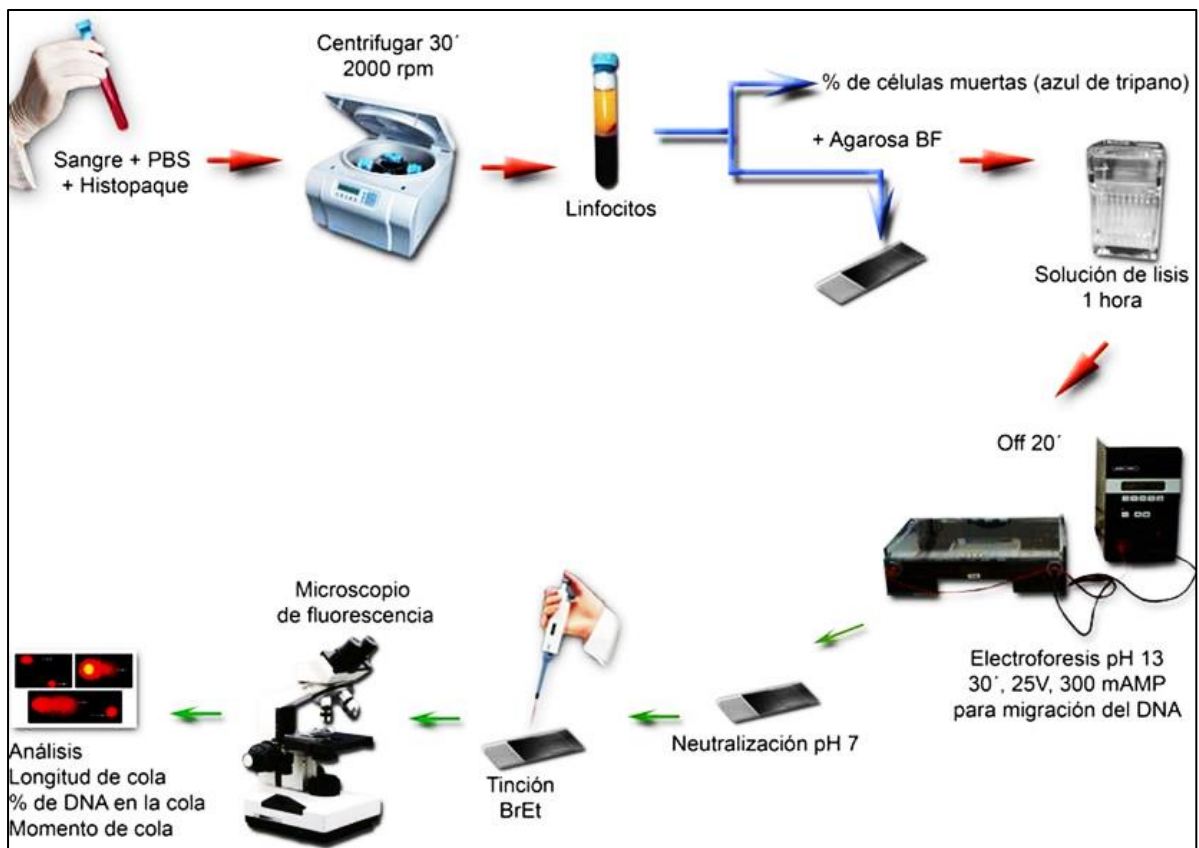 Sangre + PBS
+ Histopaque
Centrifugar 30´
2000 rpm
Linfocitos
% de células muertas (azul de tripano)
+ Agarosa BF
Solución de lisis
1 hora
Off 20´
Electroforesis pH 13
30´, 25V, 300 mAMP
para migración del DNA
Neutralización pH 7
Tinción
BrEt
Microscopio
de fluorescencia
Análisis
Longitud de cola
% de DNA en la cola
Momento de cola